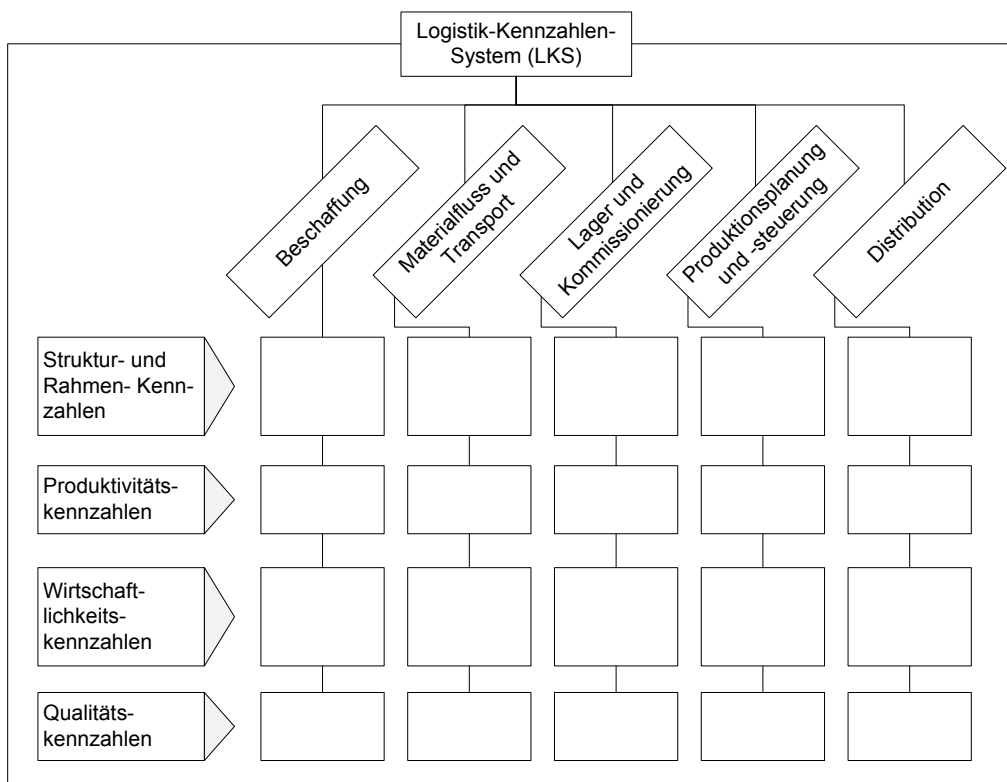 Logistik-Kennzahlen-
System (LKS)
Beschaffung
Materialfluss und
Transport
Lager und
Kommissionierung
Produktionsplanung
und -steuerung
Distribution
Struktur- und
Rahmen- Kenn-
zahlen
Produktivitäts-
kennzahlen
Wirtschaft-
lichkeits-
kennzahlen
Qualitäts-
kennzahlen